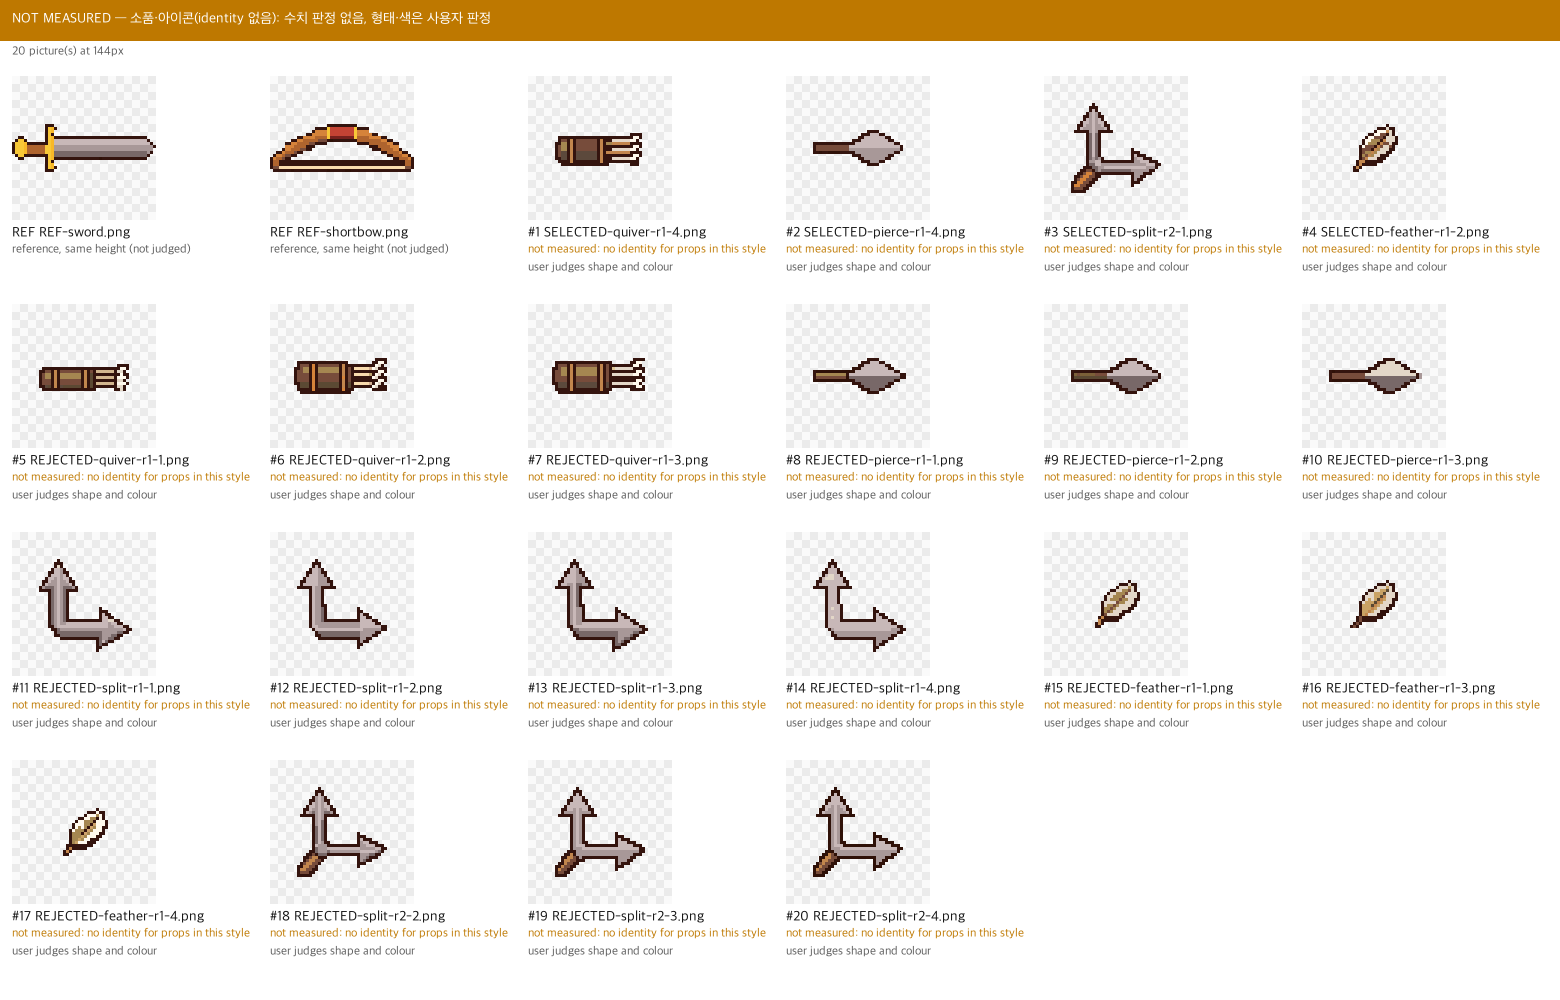 NOT MEASURED — 소품·아이콘(identity 없음): 수치 판정 없음, 형태·색은 사용자 판정
20 picture(s) at 144px
REF REF-sword.png
reference, same height (not judged)
REF REF-shortbow.png
reference, same height (not judged)
#1 SELECTED-quiver-r1-4.png
not measured: no identity for props in this style
user judges shape and colour
#2 SELECTED-pierce-r1-4.png
not measured: no identity for props in this style
user judges shape and colour
#3 SELECTED-split-r2-1.png
not measured: no identity for props in this style
user judges shape and colour
#4 SELECTED-feather-r1-2.png
not measured: no identity for props in this style
user judges shape and colour
#5 REJECTED-quiver-r1-1.png
not measured: no identity for props in this style
user judges shape and colour
#6 REJECTED-quiver-r1-2.png
not measured: no identity for props in this style
user judges shape and colour
#7 REJECTED-quiver-r1-3.png
not measured: no identity for props in this style
user judges shape and colour
#8 REJECTED-pierce-r1-1.png
not measured: no identity for props in this style
user judges shape and colour
#9 REJECTED-pierce-r1-2.png
not measured: no identity for props in this style
user judges shape and colour
#10 REJECTED-pierce-r1-3.png
not measured: no identity for props in this style
user judges shape and colour
#11 REJECTED-split-r1-1.png
not measured: no identity for props in this style
user judges shape and colour
#12 REJECTED-split-r1-2.png
not measured: no identity for props in this style
user judges shape and colour
#13 REJECTED-split-r1-3.png
not measured: no identity for props in this style
user judges shape and colour
#14 REJECTED-split-r1-4.png
not measured: no identity for props in this style
user judges shape and colour
#15 REJECTED-feather-r1-1.png
not measured: no identity for props in this style
user judges shape and colour
#16 REJECTED-feather-r1-3.png
not measured: no identity for props in this style
user judges shape and colour
#17 REJECTED-feather-r1-4.png
not measured: no identity for props in this style
user judges shape and colour
#18 REJECTED-split-r2-2.png
not measured: no identity for props in this style
user judges shape and colour
#19 REJECTED-split-r2-3.png
not measured: no identity for props in this style
user judges shape and colour
#20 REJECTED-split-r2-4.png
not measured: no identity for props in this style
user judges shape and colour